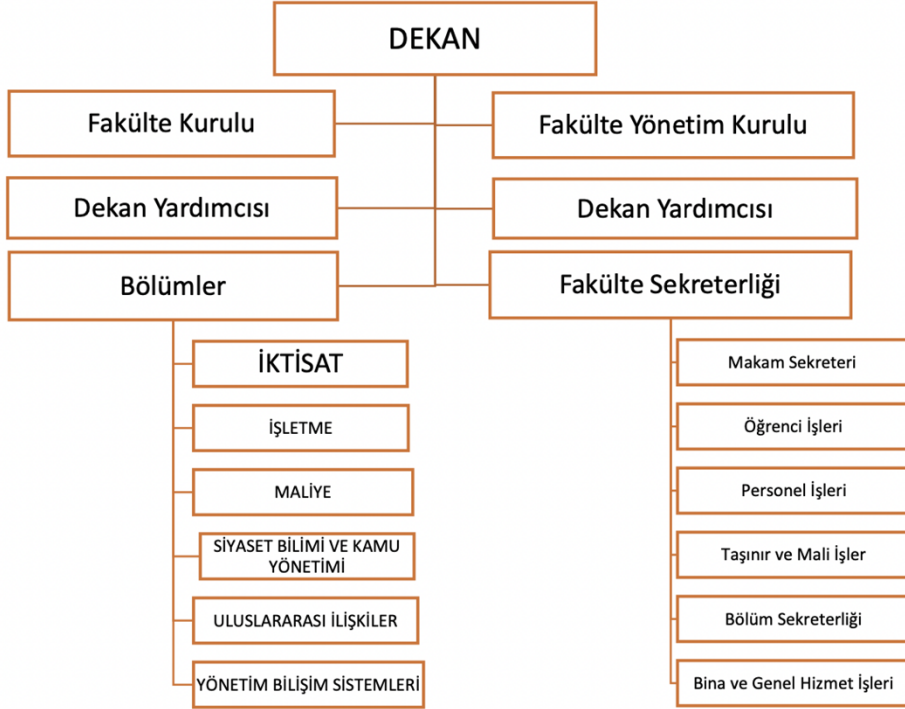 DEKAN
Fakülte Kurulu
Fakülte Yönetim Kurulu
Dekan Yardımcısı
Dekan Yardımcısı
Bölümler
Fakülte Sekreterliği
İKTİSAT
İŞLETME
MALİYE
SİYASET BİLİMİ VE KAMU
YÖNETİMİ
ULUSLARARASI İLİŞKİLER
YÖNETİM BİLİŞİM SİSTEMLERİ
Makam Sekreteri
Öğrenci İşleri
Personel İşleri
Taşınır ve Mali İşler
Bölüm Sekreterliği
Bina ve Genel Hizmet İşleri